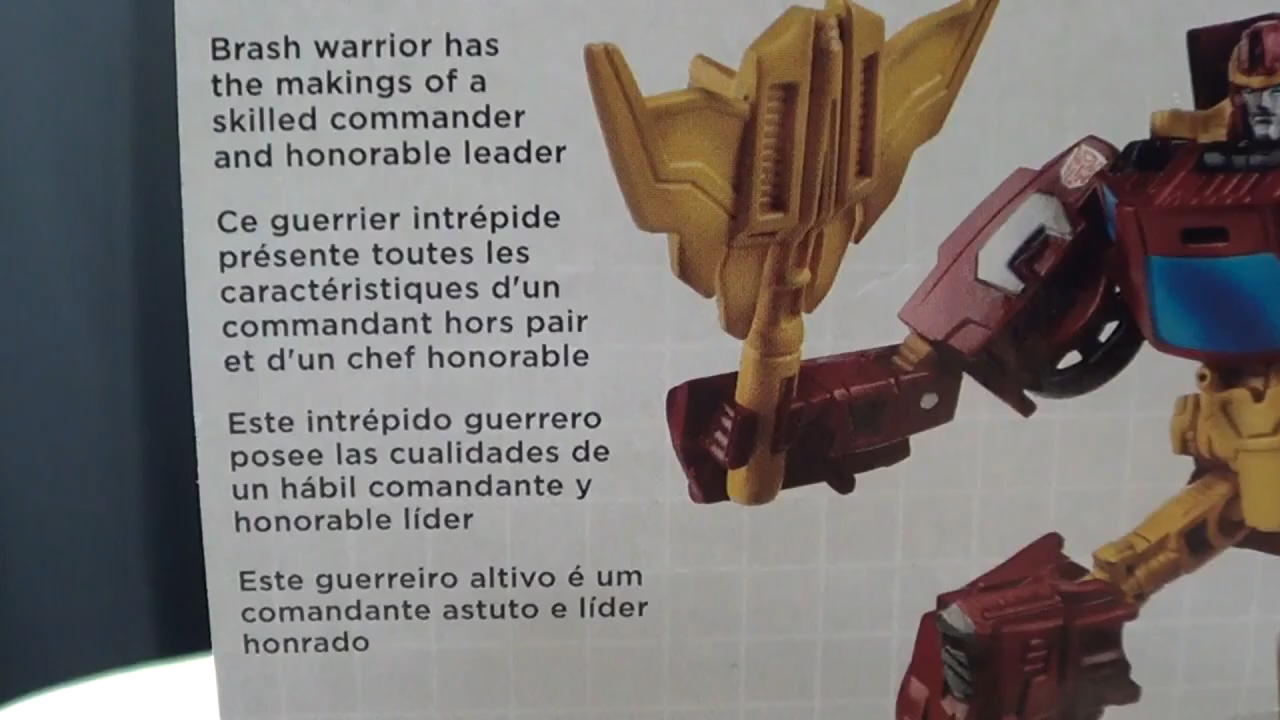 Brash warrior has
the makings of a
skilled commander
and honorable leader
Ce guerrier intrépide
présente toutes les
caractéristiques d'un
commandant hors pair
et d'un chef honorable
Este intrépido guerrero
posee las cualidades de
un hábil comandante y
honorable líder
Este guerreiro altivo é um
comandante astuto e líder
honrado